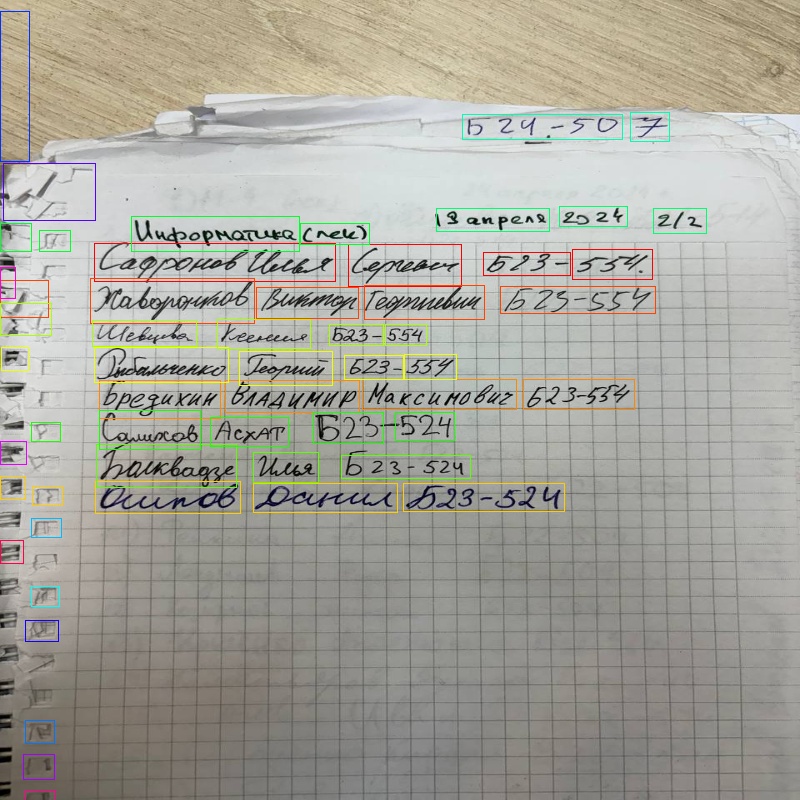 Б24-507
Информатика (лек) 13 апреля 2024 2/2
Сафронов Илья Сергеевич Б23-554.
Жаворонков Виктор Георгиевич Б23-554
Шевцова Ксения Б23-554
Рыбальченко Георгий Б23-554
Бредихин Владимир Максимович Б23-554
Салихов Асхат Б23-524
Болквадзе Илья Б23-524
Осипов Данил Б23-524